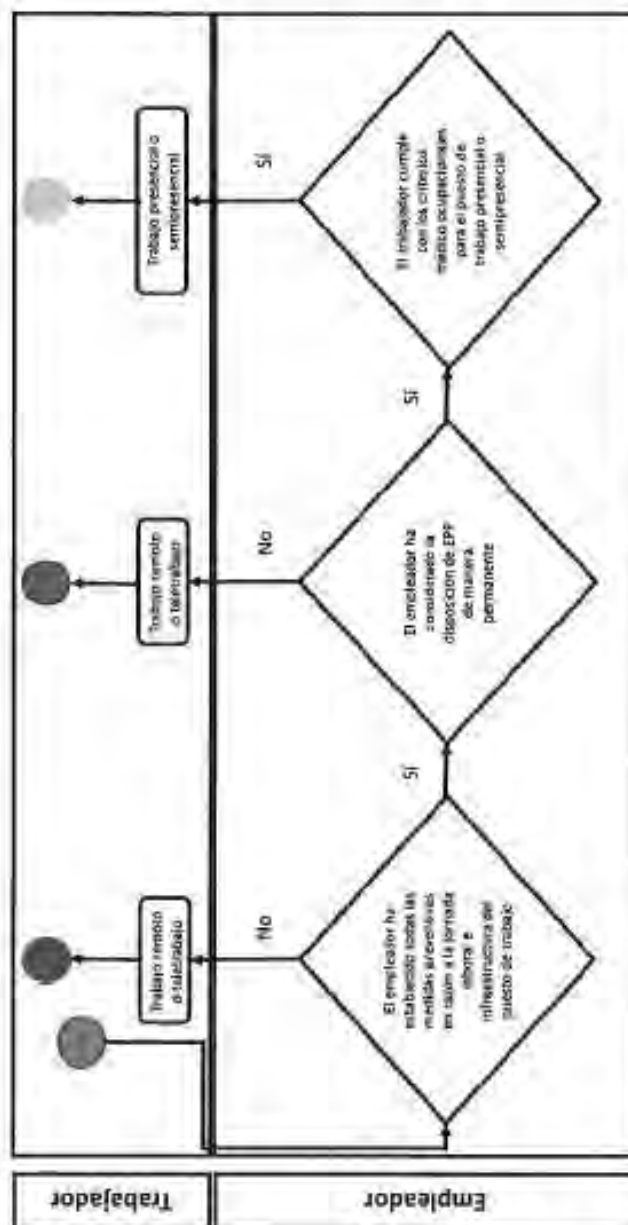 Trabajador
Trabajo remoto
o teletrabajo
Trabajo remoto
o teletrabajo
Trabajo presencial o
semipresencial
Empleador
El empleador ha
establecido todas las
medidas preventivas
en razón a la jornada
laboral e
infraestructura del
puesto de trabajo
No
Sí
El empleador ha
considerado la
disposición de EPP
de manera
permanente
No
Sí
El trabajador cumple
con los criterios
médico ocupacionales
para el puesto de
trabajo presencial o
semipresencial
Sí